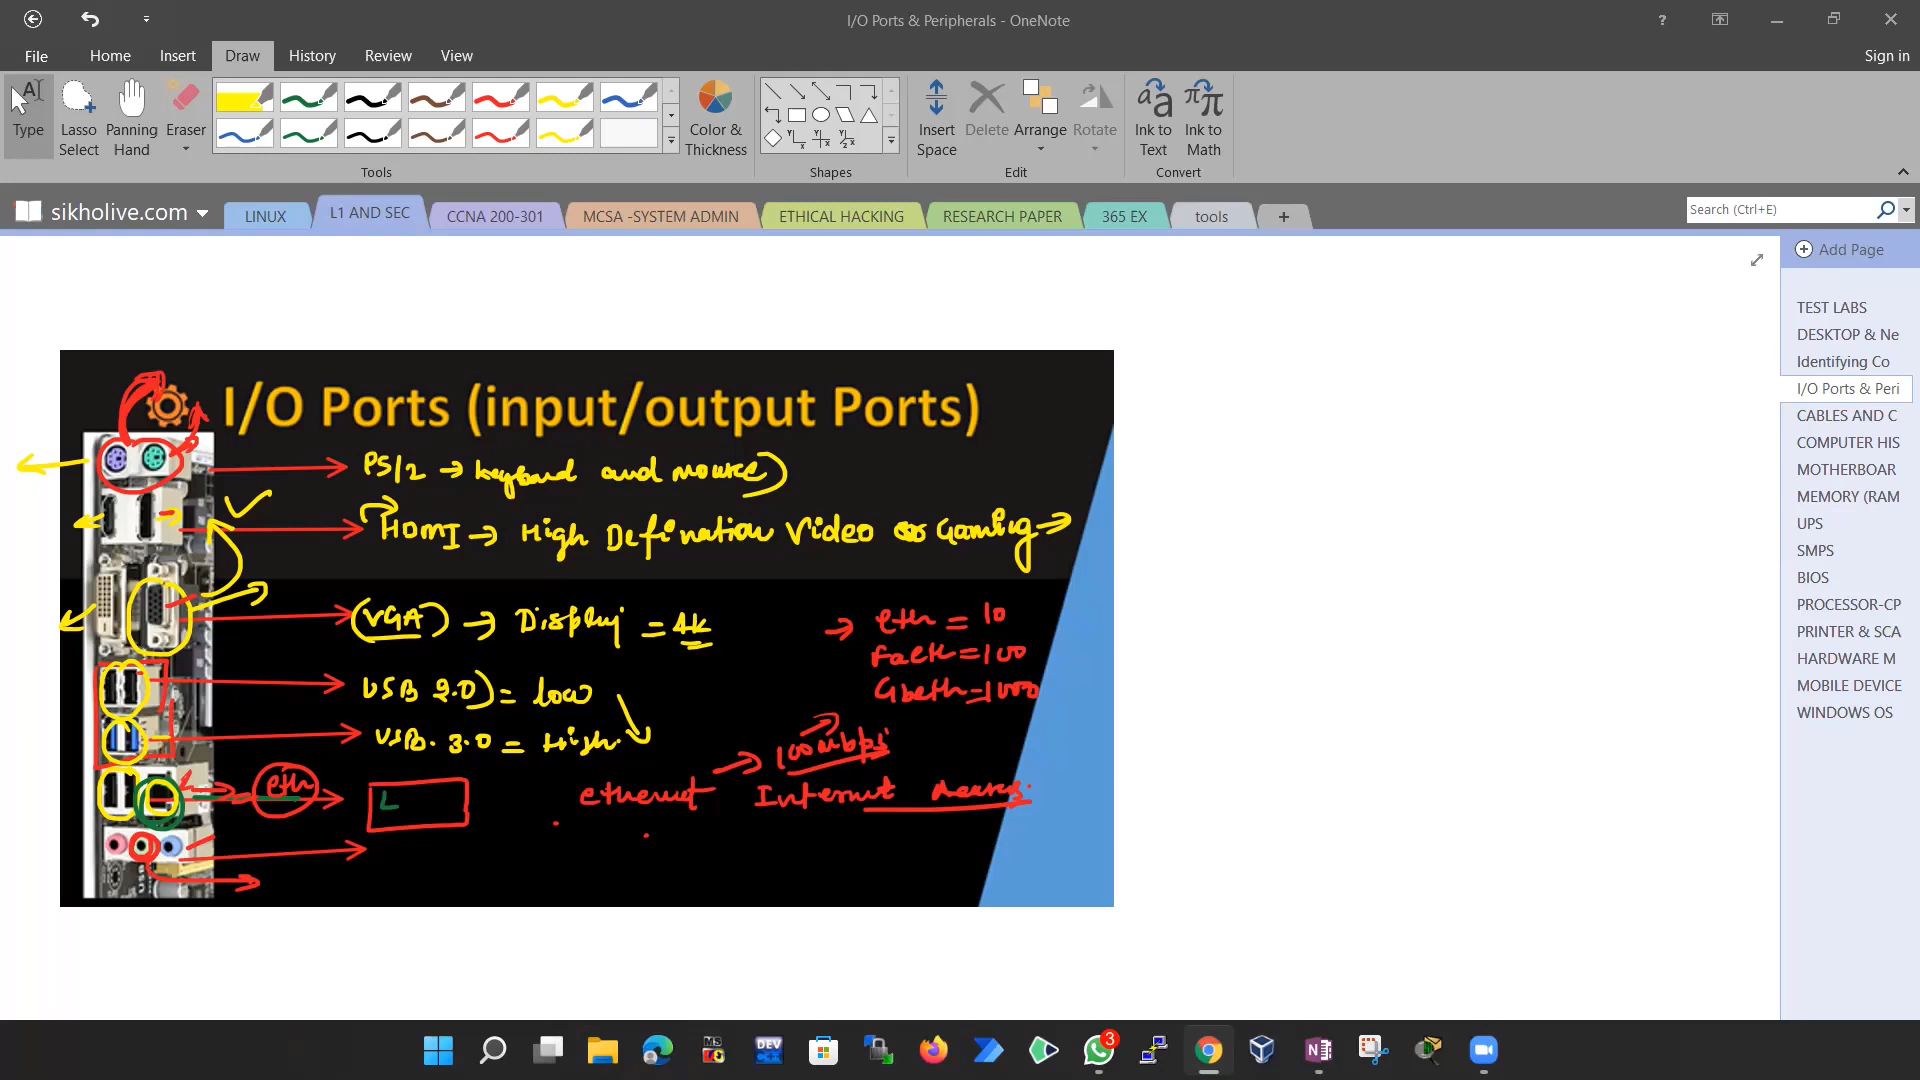 I/O Ports & Peripherals - OneNote
?
File Home Insert Draw History Review View
Sign in
Type
Lasso Select
Panning Hand
Eraser
Color & Thickness
Insert Space
Delete
Arrange
Rotate
Ink to Text
Ink to Math
Tools
Shapes
Edit
Convert
sikholive.com
LINUX
L1 AND SEC
CCNA 200-301
MCSA -SYSTEM ADMIN
ETHICAL HACKING
RESEARCH PAPER
365 EX
tools
+
Search (Ctrl+E)
Add Page
TEST LABS
DESKTOP & Ne
Identifying Co
I/O Ports & Peri
CABLES AND C
COMPUTER HIS
MOTHERBOAR
MEMORY (RAM
UPS
SMPS
BIOS
PROCESSOR-CP
PRINTER & SCA
HARDWARE M
MOBILE DEVICE
WINDOWS OS
I/O Ports (input/output Ports)
PS/2 → keyboard and mouse)
HDMI → High Defination Video or Gaming →
(VGA) → Display = 4k
→ eth = 10
Faeth = 100
Gbeth = 1000
USB 2.0) = low
USB. 3.0 = High.
→ 100mbps
eth
L
ethernet Internet
MS
DEV
3
N